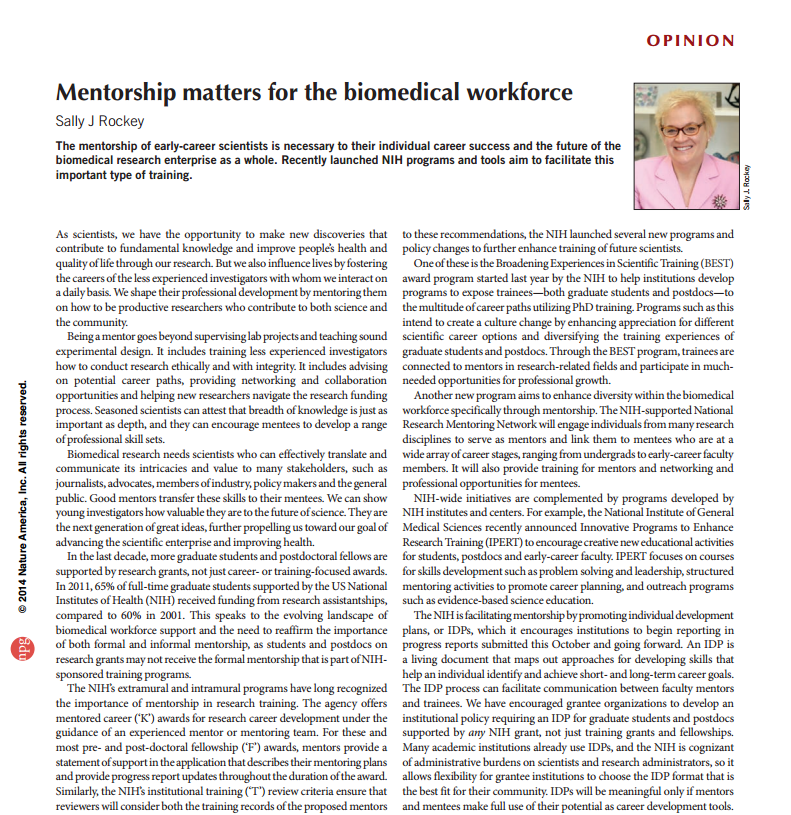 OPINION
Mentorship matters for the biomedical workforce
Sally J Rockey
The mentorship of early-career scientists is necessary to their individual career success and the future of the
biomedical research enterprise as a whole. Recently launched NIH programs and tools aim to facilitate this
important type of training.
Sally J. Rockey
As scientists, we have the opportunity to make new discoveries that
contribute to fundamental knowledge and improve people's health and
quality of life through our research. But we also influence lives by fostering
the careers of the less experienced investigators with whom we interact on
a daily basis. We shape their professional development by mentoring them
on how to be productive researchers who contribute to both science and
the community.
Being a mentor goes beyond supervising lab projects and teaching sound
experimental design. It includes training less experienced investigators
how to conduct research ethically and with integrity. It includes advising
on potential career paths, providing networking and collaboration
opportunities and helping new researchers navigate the research funding
process. Seasoned scientists can attest that breadth of knowledge is just as
important as depth, and they can encourage mentees to develop a range
of professional skill sets.
Biomedical research needs scientists who can effectively translate and
communicate its intricacies and value to many stakeholders, such as
journalists, advocates, members of industry, policy makers and the general
public. Good mentors transfer these skills to their mentees. We can show
young investigators how valuable they are to the future of science. They are
the next generation of great ideas, further propelling us toward our goal of
advancing the scientific enterprise and improving health.
In the last decade, more graduate students and postdoctoral fellows are
supported by research grants, not just career- or training-focused awards.
In 2011, 65% of full-time graduate students supported by the US National
Institutes of Health (NIH) received funding from research assistantships,
compared to 60% in 2001. This speaks to the evolving landscape of
biomedical workforce support and the need to reaffirm the importance
of both formal and informal mentorship, as students and postdocs on
research grants may not receive the formal mentorship that is part of NIH-
sponsored training programs.
The NIH's extramural and intramural programs have long recognized
the importance of mentorship in research training. The agency offers
mentored career ('K') awards for research career development under the
guidance of an experienced mentor or mentoring team. For these and
most pre- and post-doctoral fellowship ('F') awards, mentors provide a
statement of support in the application that describes their mentoring plans
and provide progress report updates throughout the duration of the award.
Similarly, the NIH's institutional training ('T') review criteria ensure that
reviewers will consider both the training records of the proposed mentors
to these recommendations, the NIH launched several new programs and
policy changes to further enhance training of future scientists.
One of these is the Broadening Experiences in Scientific Training (BEST)
award program started last year by the NIH to help institutions develop
programs to expose trainees—both graduate students and postdocs—to
the multitude of career paths utilizing PhD training. Programs such as this
intend to create a culture change by enhancing appreciation for different
scientific career options and diversifying the training experiences of
graduate students and postdocs. Through the BEST program, trainees are
connected to mentors in research-related fields and participate in much-
needed opportunities for professional growth.
Another new program aims to enhance diversity within the biomedical
workforce specifically through mentorship. The NIH-supported National
Research Mentoring Network will engage individuals from many research
disciplines to serve as mentors and link them to mentees who are at a
wide array of career stages, ranging from undergrads to early-career faculty
members. It will also provide training for mentors and networking and
professional opportunities for mentees.
NIH-wide initiatives are complemented by programs developed by
NIH institutes and centers. For example, the National Institute of General
Medical Sciences recently announced Innovative Programs to Enhance
Research Training (IPERT) to encourage creative new educational activities
for students, postdocs and early-career faculty. IPERT focuses on courses
for skills development such as problem solving and leadership, structured
mentoring activities to promote career planning, and outreach programs
such as evidence-based science education.
The NIH is facilitating mentorship by promoting individual development
plans, or IDPs, which it encourages institutions to begin reporting in
progress reports submitted this October and going forward. An IDP is
a living document that maps out approaches for developing skills that
help an individual identify and achieve short- and long-term career goals.
The IDP process can facilitate communication between faculty mentors
and trainees. We have encouraged grantee organizations to develop an
institutional policy requiring an IDP for graduate students and postdocs
supported by any NIH grant, not just training grants and fellowships.
Many academic institutions already use IDPs, and the NIH is cognizant
of administrative burdens on scientists and research administrators, so it
allows flexibility for grantee institutions to choose the IDP format that is
the best fit for their community. IDPs will be meaningful only if mentors
and mentees make full use of their potential as career development tools.
© 2014 Nature America, Inc. All rights reserved.
npg